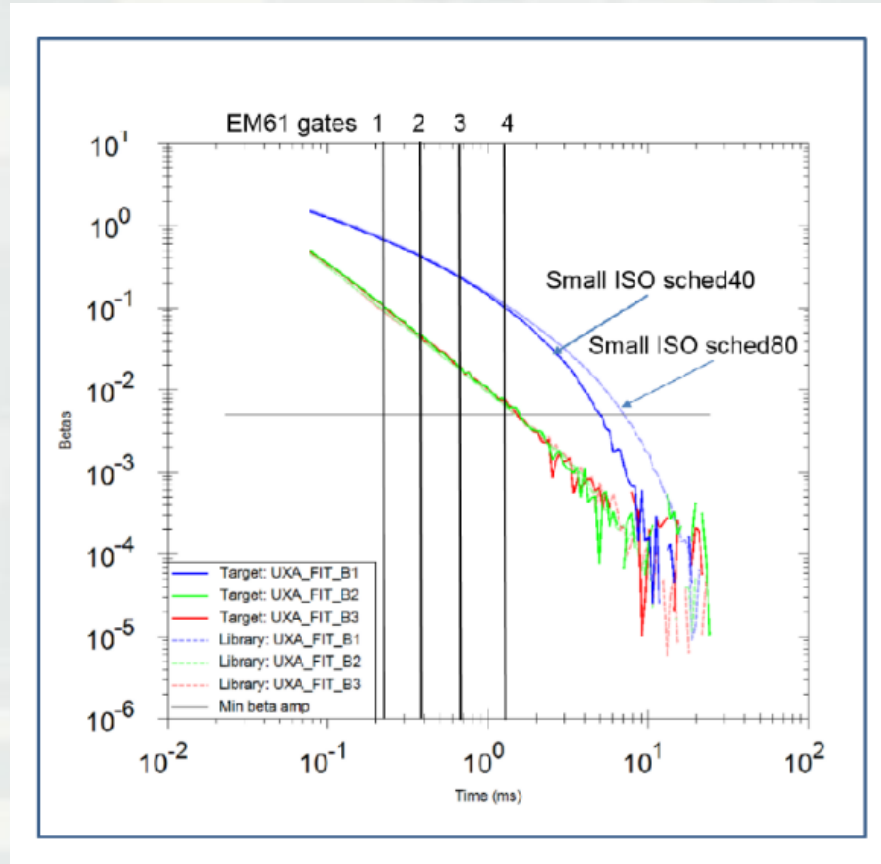 EM61 gates 1 2 3 4
10^1
10^0
10^-1
10^-2
10^-3
10^-4
10^-5
10^-6
Betas
Small ISO sched40
Small ISO sched80
Target: UXA_FIT_B1
Target: UXA_FIT_B2
Target: UXA_FIT_B3
Library: UXA_FIT_B1
Library: UXA_FIT_B2
Library: UXA_FIT_B3
Min beta amp
10^-2 10^-1 10^0 10^1 10^2
Time (ms)